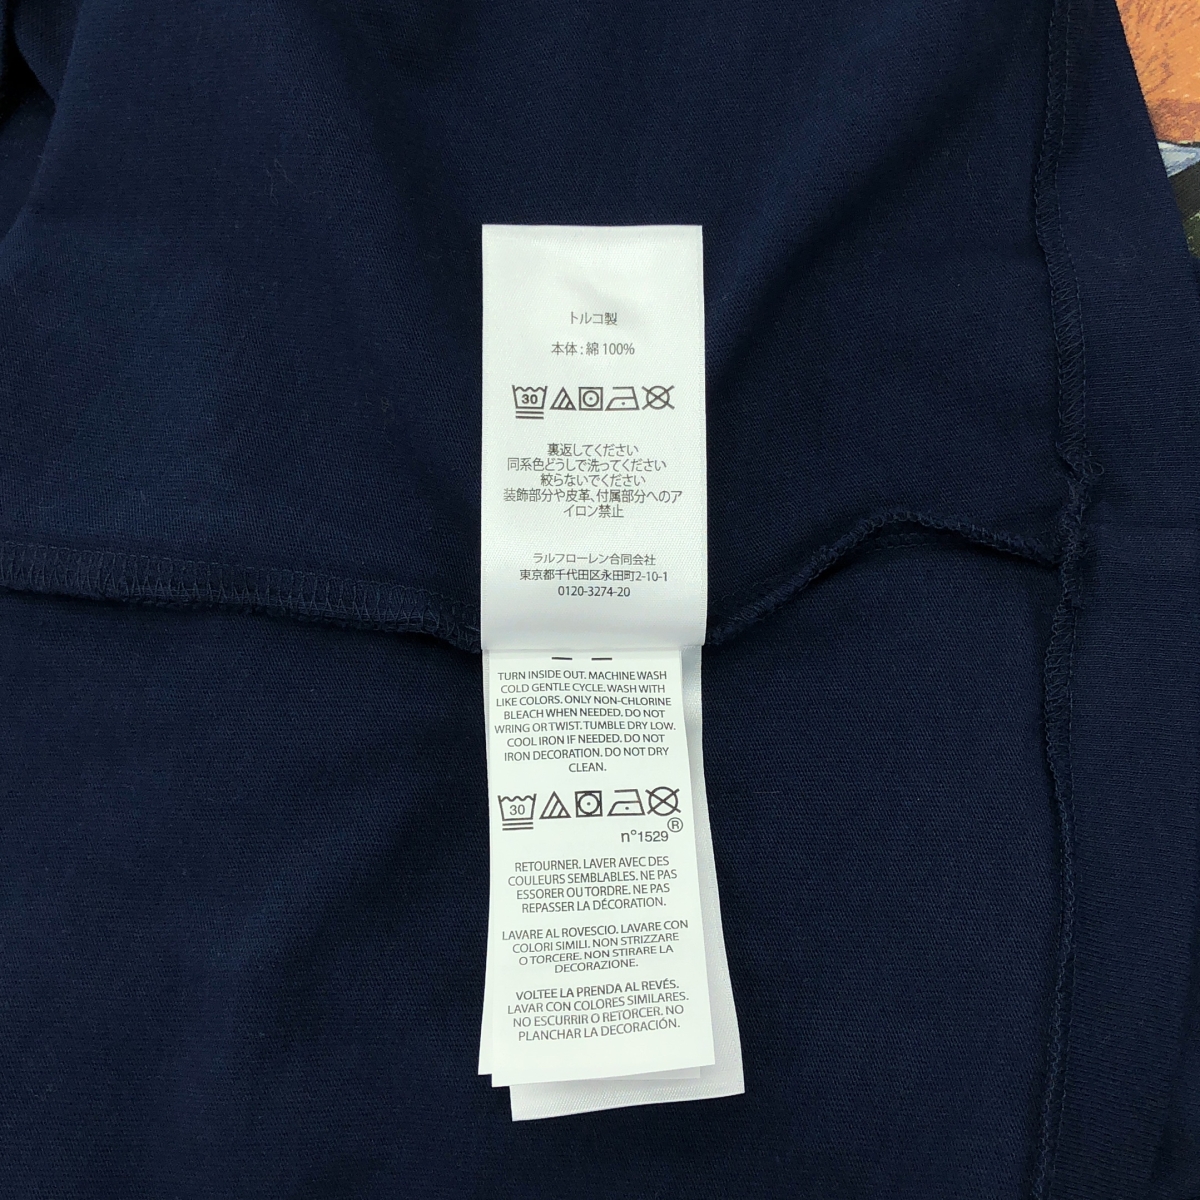 トルコ製
本体 : 綿 100%
30
裏返してください
同系色どうしで洗ってください
絞らないでください
装飾部分や皮革、付属部分へのア
イロン禁止
ラルフローレン合同会社
東京都千代田区永田町2-10-1
0120-3274-20
TURN INSIDE OUT. MACHINE WASH
COLD GENTLE CYCLE. WASH WITH
LIKE COLORS. ONLY NON-CHLORINE
BLEACH WHEN NEEDED. DO NOT
WRING OR TWIST. TUMBLE DRY LOW.
COOL IRON IF NEEDED. DO NOT
IRON DECORATION. DO NOT DRY
CLEAN.
30
n°1529 ®
RETOURNER. LAVER AVEC DES
COULEURS SEMBLABLES. NE PAS
ESSORER OU TORDRE. NE PAS
REPASSER LA DÉCORATION.
LAVARE AL ROVESCIO. LAVARE CON
COLORI SIMILI. NON STRIZZARE
O TORCERE. NON STIRARE LA
DECORAZIONE.
VOLTEE LA PRENDA AL REVÉS.
LAVAR CON COLORES SIMILARES.
NO ESCURRIR O RETORCER. NO
PLANCHAR LA DECORACIÓN.